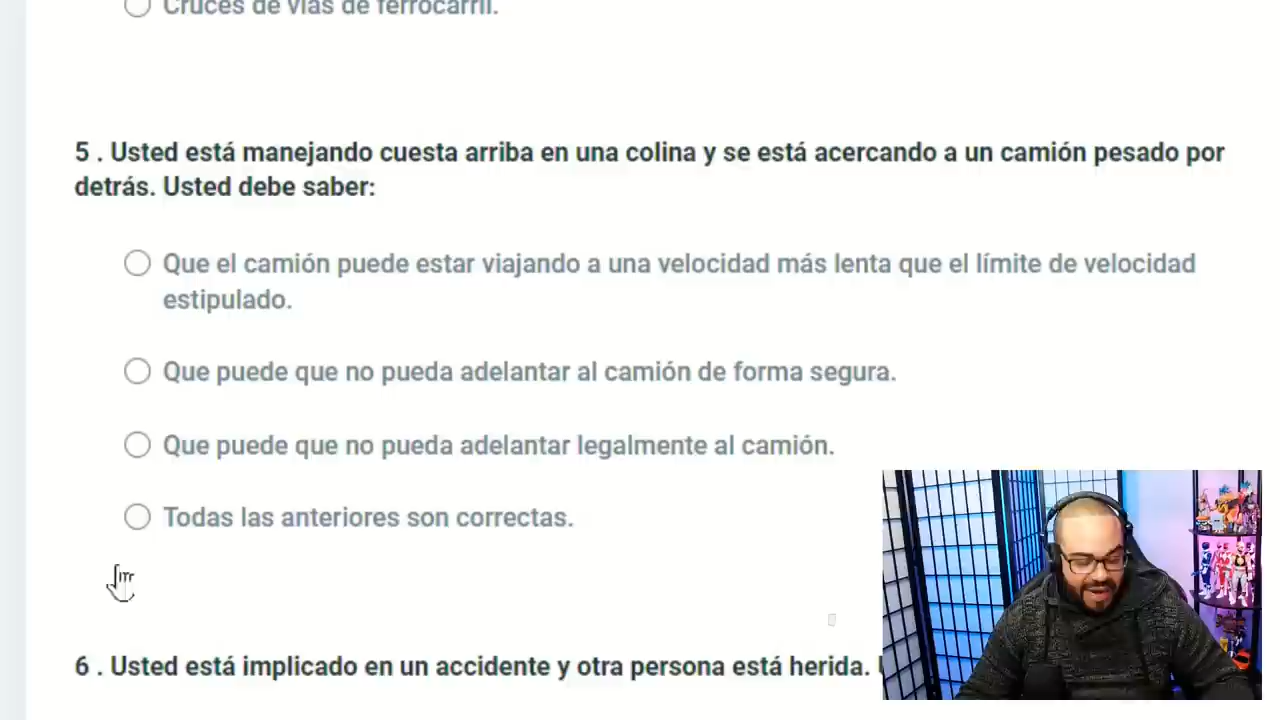 Cruces de vías de ferrocarril.
5 . Usted está manejando cuesta arriba en una colina y se está acercando a un camión pesado por
detrás. Usted debe saber:
Que el camión puede estar viajando a una velocidad más lenta que el límite de velocidad
estipulado.
Que puede que no pueda adelantar al camión de forma segura.
Que puede que no pueda adelantar legalmente al camión.
Todas las anteriores son correctas.
6 . Usted está implicado en un accidente y otra persona está herida.